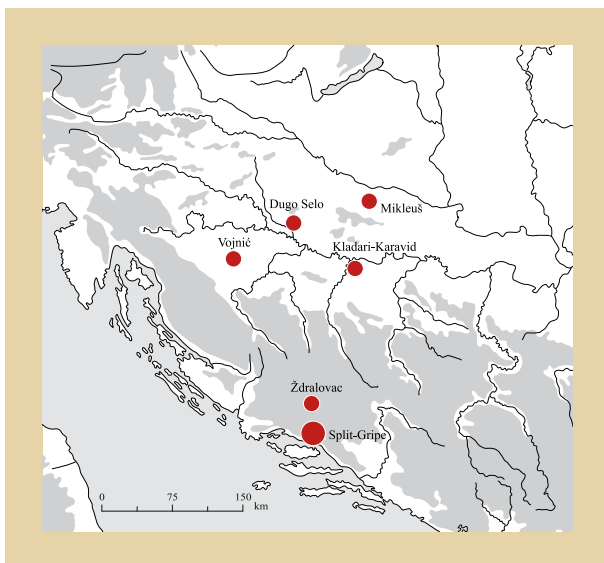 Dugo Selo
Mikleuš
Vojnić
Kladari-Karavid
Ždralovac
Split-Gripe
0 75 150
km